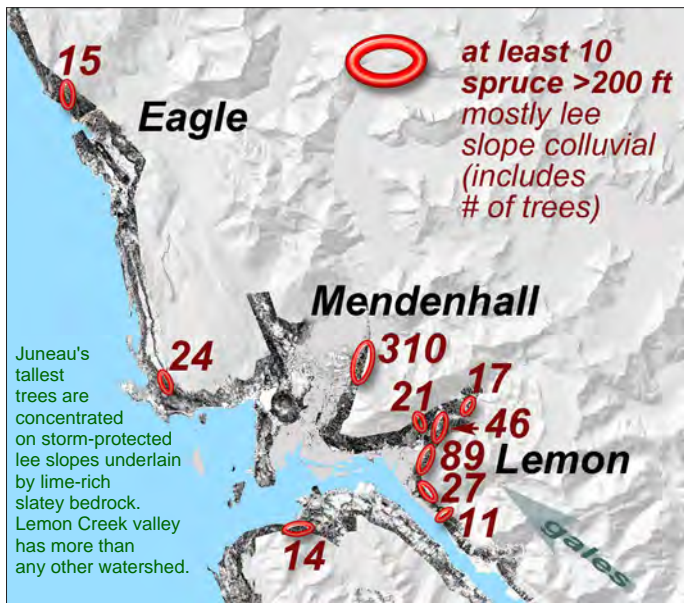 15
Eagle
at least 10
spruce >200 ft
mostly lee
slope colluvial
(includes
# of trees)
Mendenhall
310
24
17
21
46
89
Lemon
27
11
14
gales
Juneau's
tallest
trees are
concentrated
on storm-protected
lee slopes underlain
by lime-rich
slatey bedrock.
Lemon Creek valley
has more than
any other watershed.